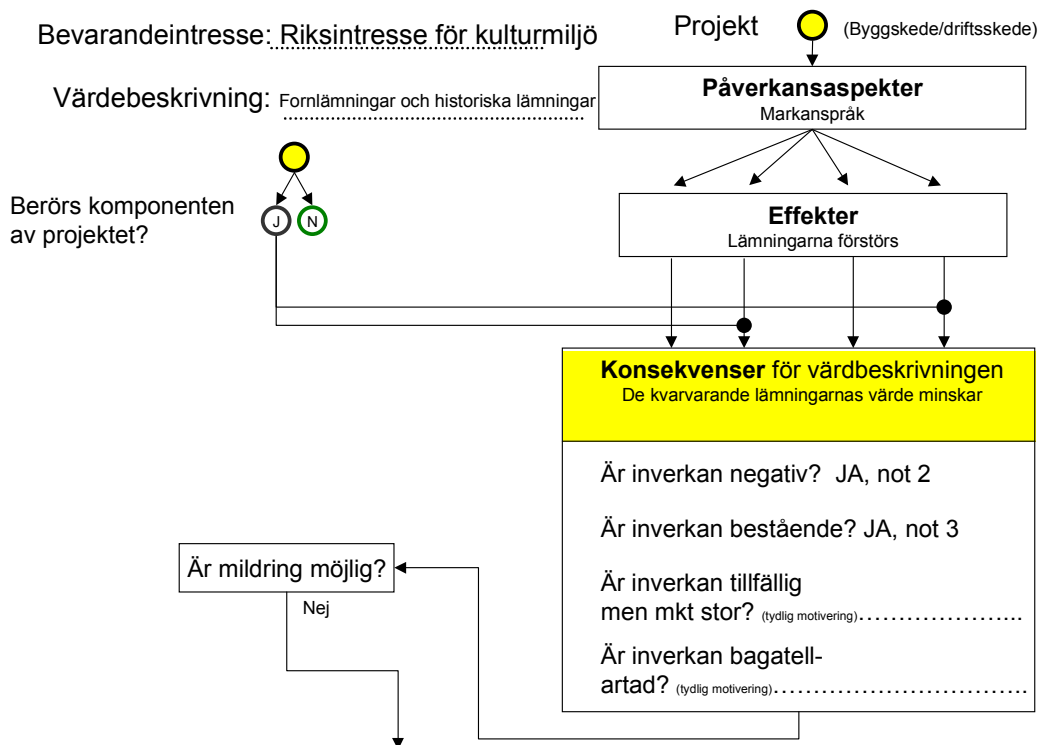 Bevarandeintresse: Riksintresse för kulturmiljö
Projekt
(Byggskede/driftsskede)
Värdebeskrivning: Fornlämningar och historiska lämningar
Påverkansaspekter
Markanspråk
Berörs komponenten
av projektet?
J
N
Effekter
Lämningarna förstörs
Konsekvenser för värdbeskrivningen
De kvarvarande lämningarnas värde minskar
Är inverkan negativ? JA, not 2
Är inverkan bestående? JA, not 3
Är inverkan tillfällig
men mkt stor? (tydlig motivering)…………………...
Är inverkan bagatell-
artad? (tydlig motivering)……………………………..
Är mildring möjlig?
Nej